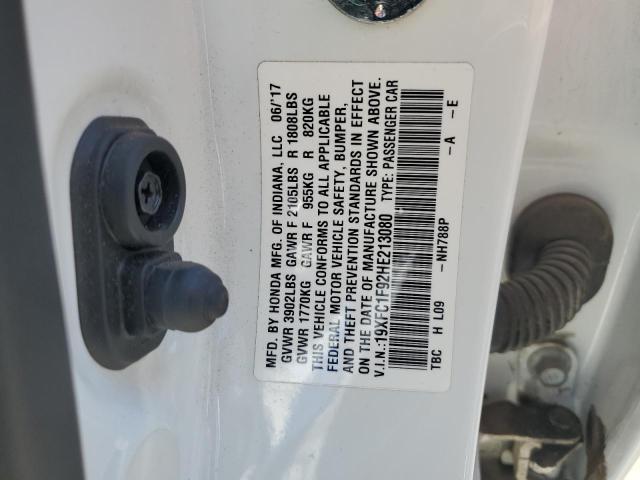 MFD. BY HONDA MFG. OF INDIANA, LLC 06/'17
GVWR 3902LBS GAWR F 2105LBS R 1808LBS
GVWR 1770KG GAWR F 955KG R 820KG
THIS VEHICLE CONFORMS TO ALL APPLICABLE
FEDERAL MOTOR VEHICLE SAFETY, BUMPER,
AND THEFT PREVENTION STANDARDS IN EFFECT
ON THE DATE OF MANUFACTURE SHOWN ABOVE.
V.I.N.:19XFC1F92HE213080 TYPE: PASSENGER CAR
TBC H L09 -NH788P -A -E